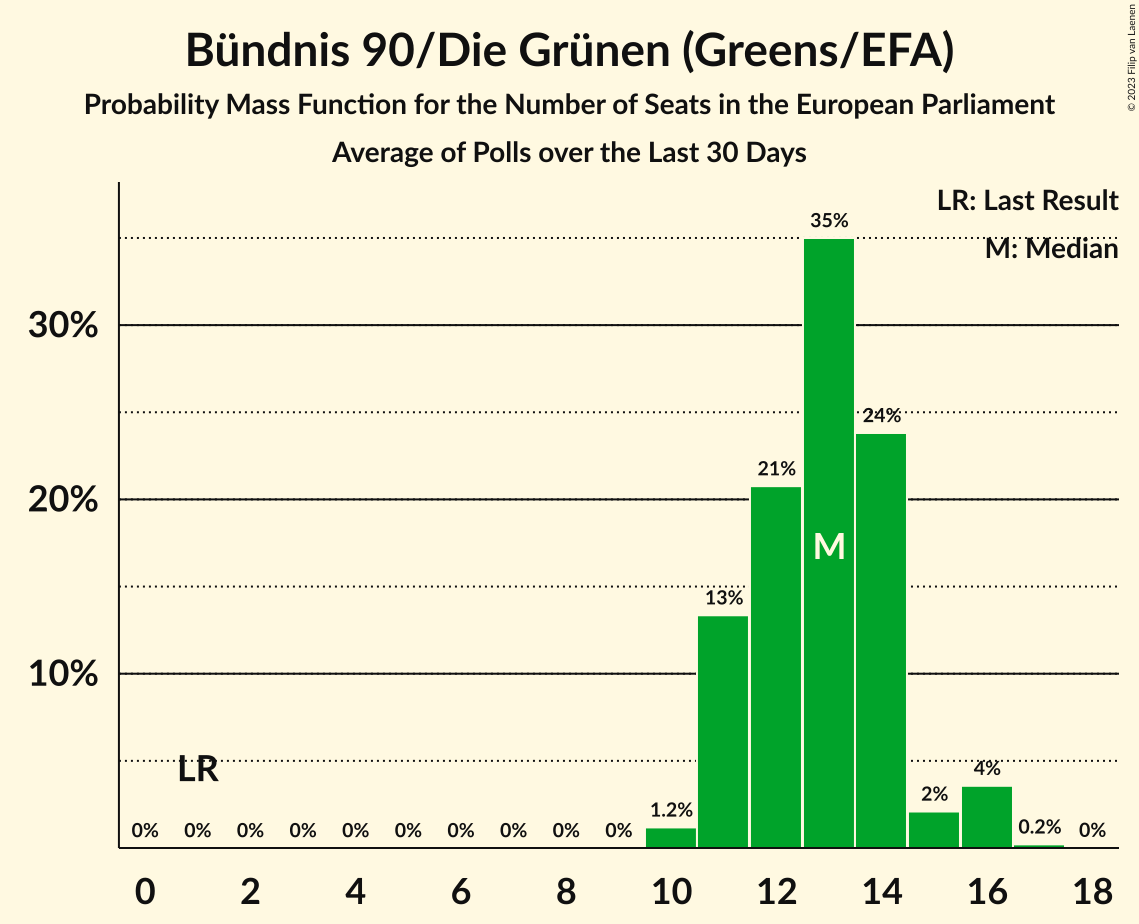 Bündnis 90/Die Grünen (Greens/EFA)
Probability Mass Function for the Number of Seats in the European Parliament
Average of Polls over the Last 30 Days
© 2023 Filip van Laenen
LR: Last Result
M: Median
35%
30%
24%
21%
20%
M
13%
10%
LR
4%
2%
1.2%
0.2%
0% 0% 0% 0% 0% 0% 0% 0% 0% 0% 0%
0 2 4 6 8 10 12 14 16 18